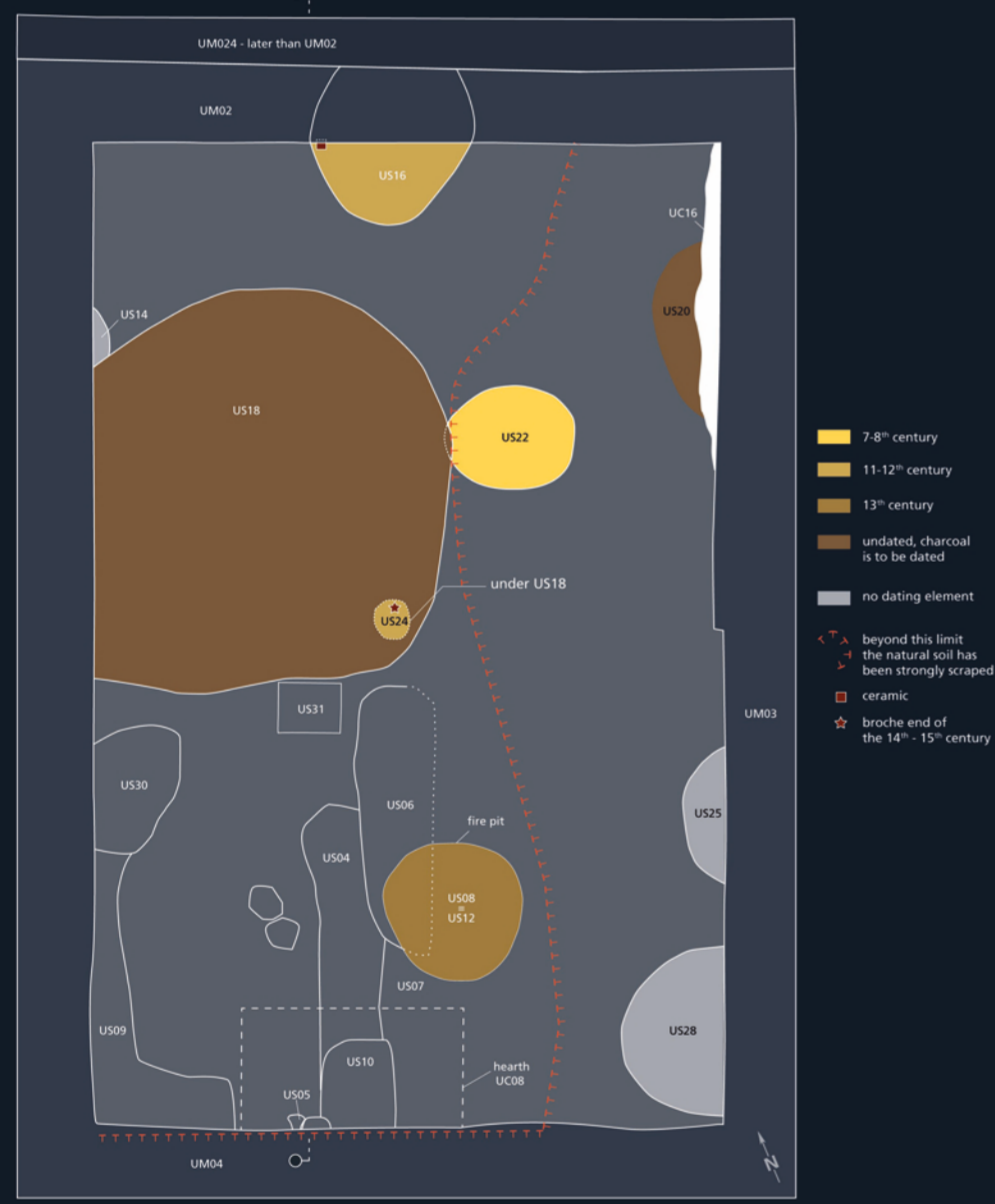 UM024 - later than UM02
UM02
US16
UC16
US20
US14
US18
US22
7-8th century
11-12th century
13th century
undated, charcoal
is to be dated
no dating element
beyond this limit
the natural soil has
been strongly scraped
ceramic
broche end of
the 14th - 15th century
under US18
US24
US31
UM03
US30
US06
US25
fire pit
US04
US08
=
US12
US07
US09
US28
US10
hearth
UC08
US05
UM04
N